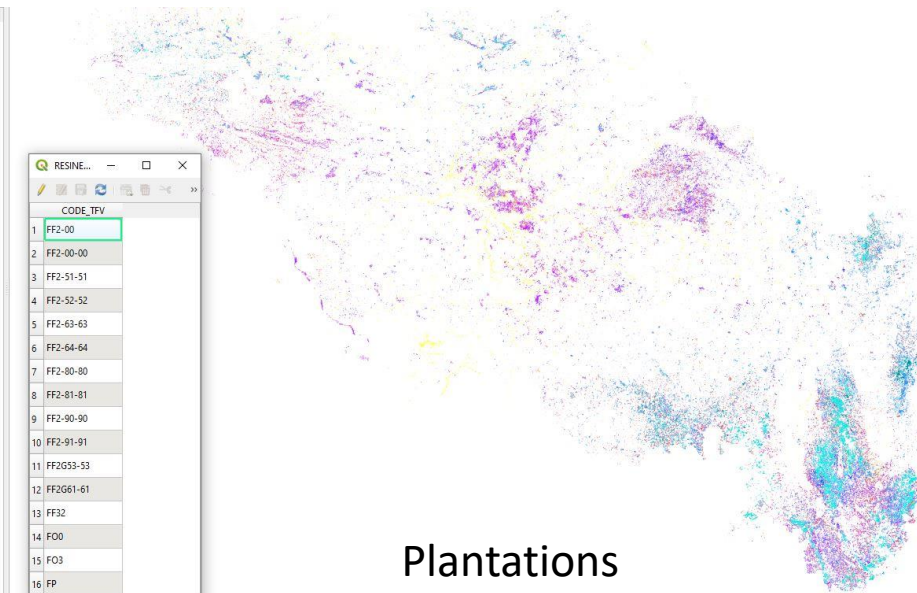 RESINE...
CODE_TFV
1 FF2-00
2 FF2-00-00
3 FF2-51-51
4 FF2-52-52
5 FF2-63-63
6 FF2-64-64
7 FF2-80-80
8 FF2-81-81
9 FF2-90-90
10 FF2-91-91
11 FF2G53-53
12 FF2G61-61
13 FF32
14 FO0
15 FO3
16 FP
Plantations